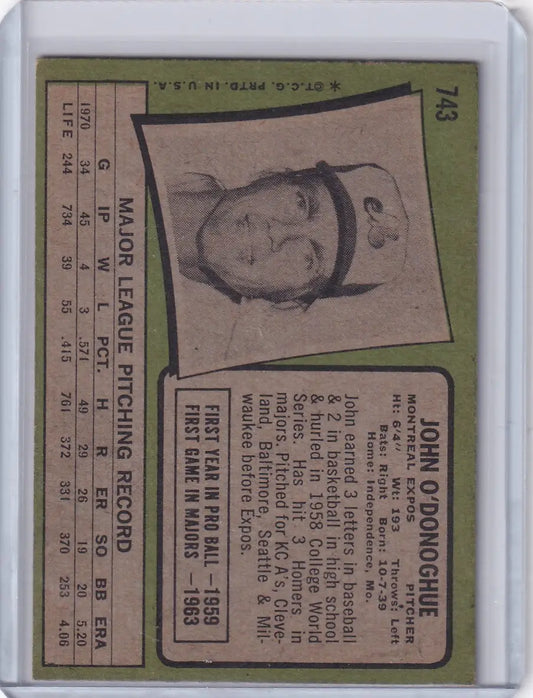 743
JOHN O'DONOGHUE
MONTREAL EXPOS PITCHER
Ht: 6'4" Wt: 193 Throws: Left
Bats: Right Born: 10-7-39
Home: Independence, Mo.
John earned 3 letters in baseball
& 2 in basketball in high school
& hurled in 1958 College World
Series. Has hit 3 Homers in
majors. Pitched for KC A's, Cleve-
land, Baltimore, Seattle & Mil-
waukee before Expos.
FIRST YEAR IN PRO BALL —1959
FIRST GAME IN MAJORS —1963
MAJOR LEAGUE PITCHING RECORD
G IP W L PCT. H R ER SO BB ERA
1970 34 45 4 3 .571 49 29 26 19 20 5.20
LIFE 244 734 39 55 .415 761 372 331 370 253 4.06
* ©T.C.G. PRTD. IN U.S.A.